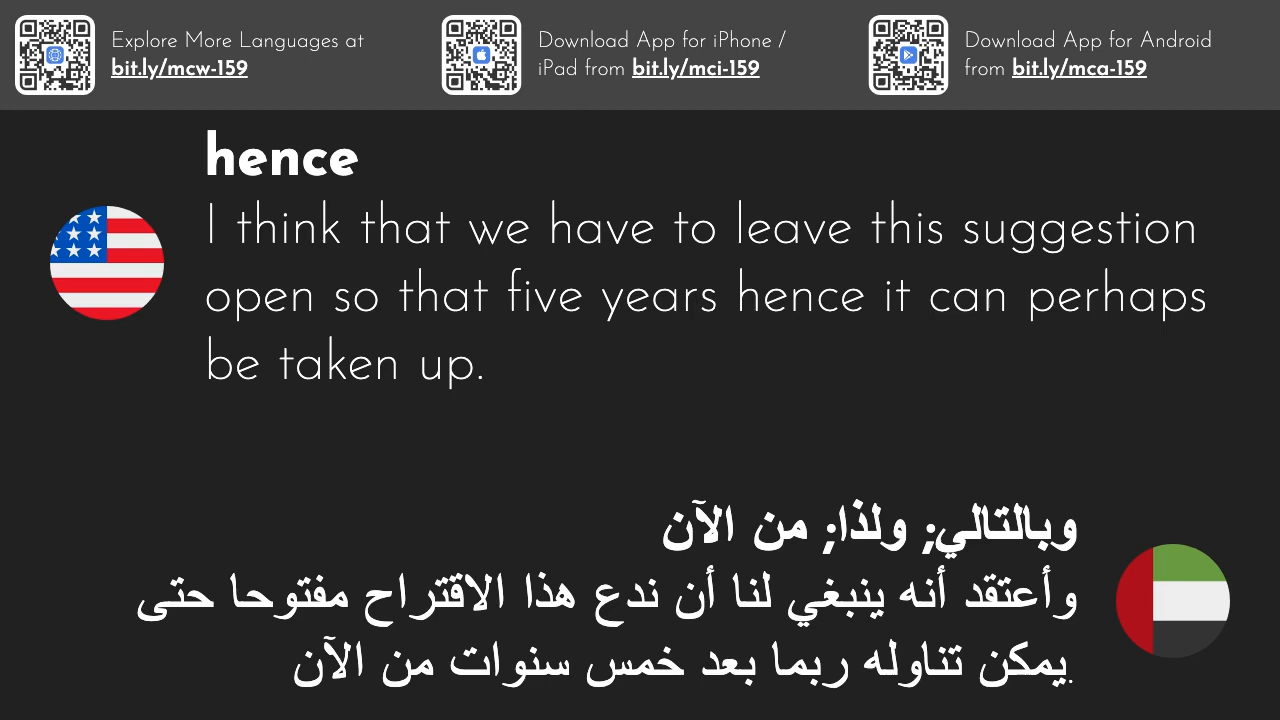 Explore More Languages at
bit.ly/mcw-159
Download App for iPhone /
iPad from bit.ly/mci-159
Download App for Android
from bit.ly/mca-159
hence
I think that we have to leave this suggestion
open so that five years hence it can perhaps
be taken up.
وبالتالي; ولذا; من الآن
وأعتقد أنه ينبغي لنا أن ندع هذا الاقتراح مفتوحا حتى
يمكن تناوله ربما بعد خمس سنوات من الآن.